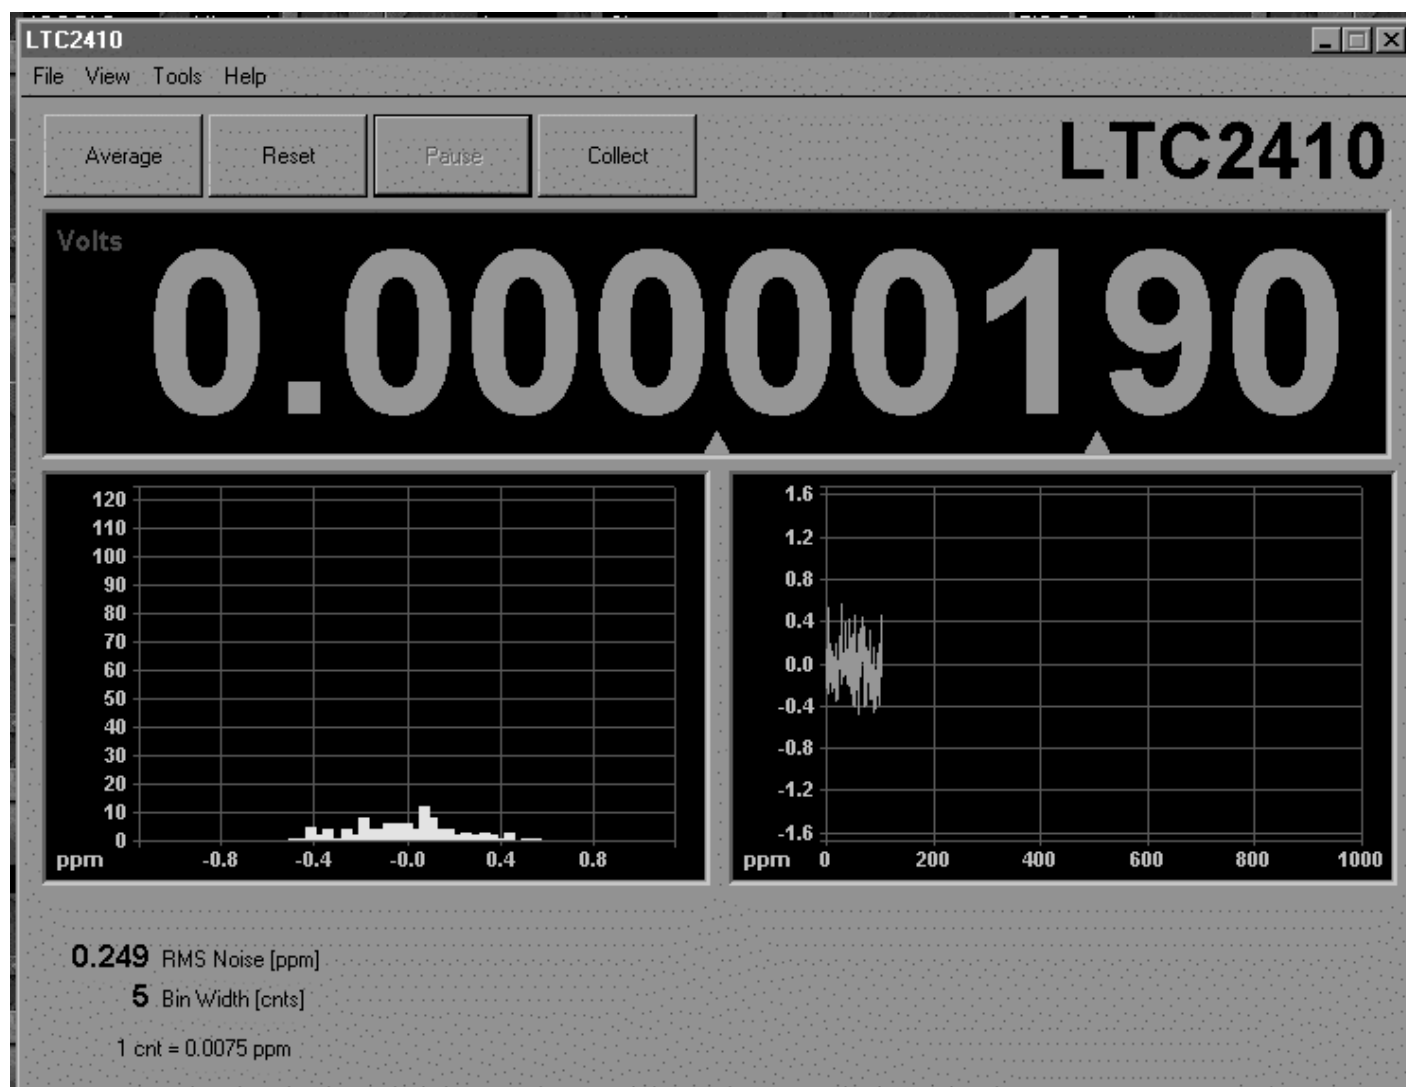 LTC2410
File View Tools Help
Average Reset Pause Collect
LTC2410
Volts
0.00000190
120
110
100
90
80
70
60
50
40
30
20
10
0
ppm -0.8 -0.4 -0.0 0.4 0.8
1.6
1.2
0.8
0.4
0.0
-0.4
-0.8
-1.2
-1.6
ppm 0 200 400 600 800 1000
0.249 RMS Noise [ppm]
5 Bin Width [cnts]
1 cnt = 0.0075 ppm